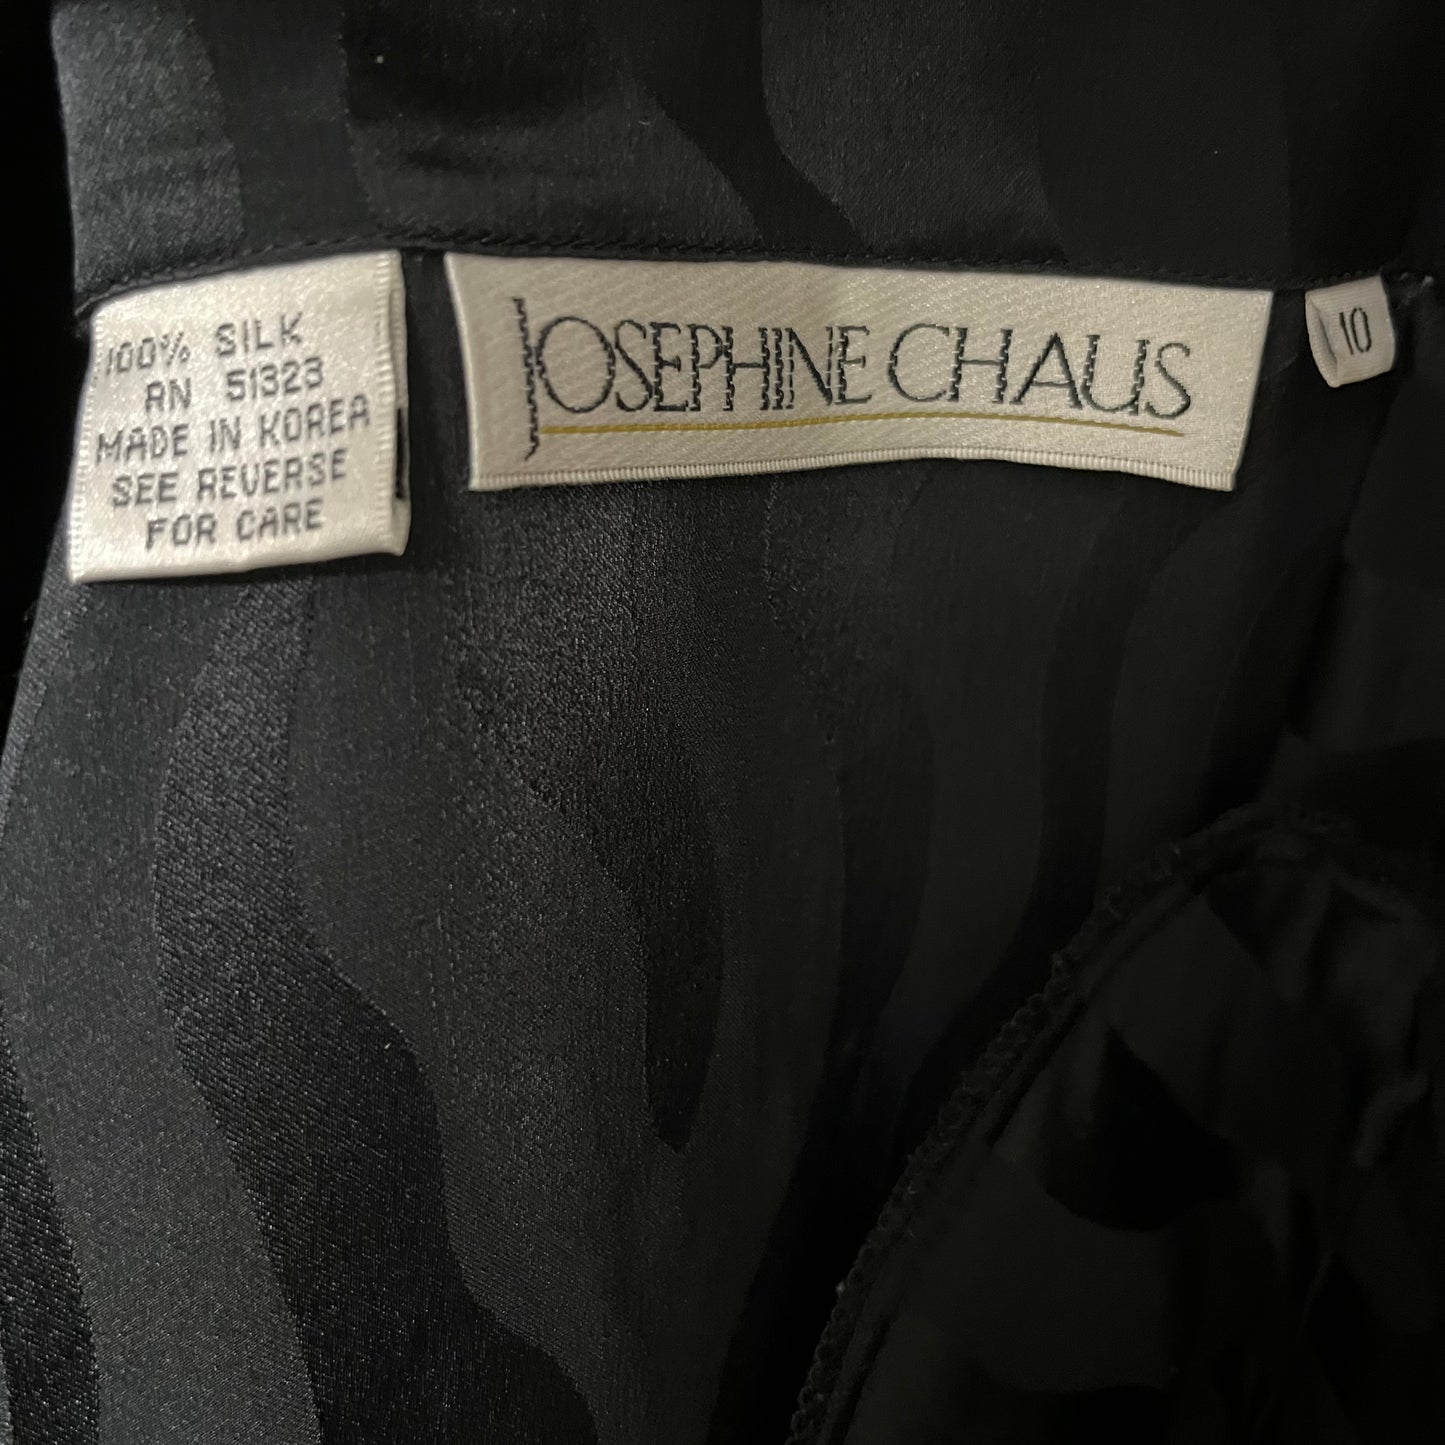 100% SILK
RN 51323
MADE IN KOREA
SEE REVERSE
FOR CARE
JOSEPHINE CHAUS
10